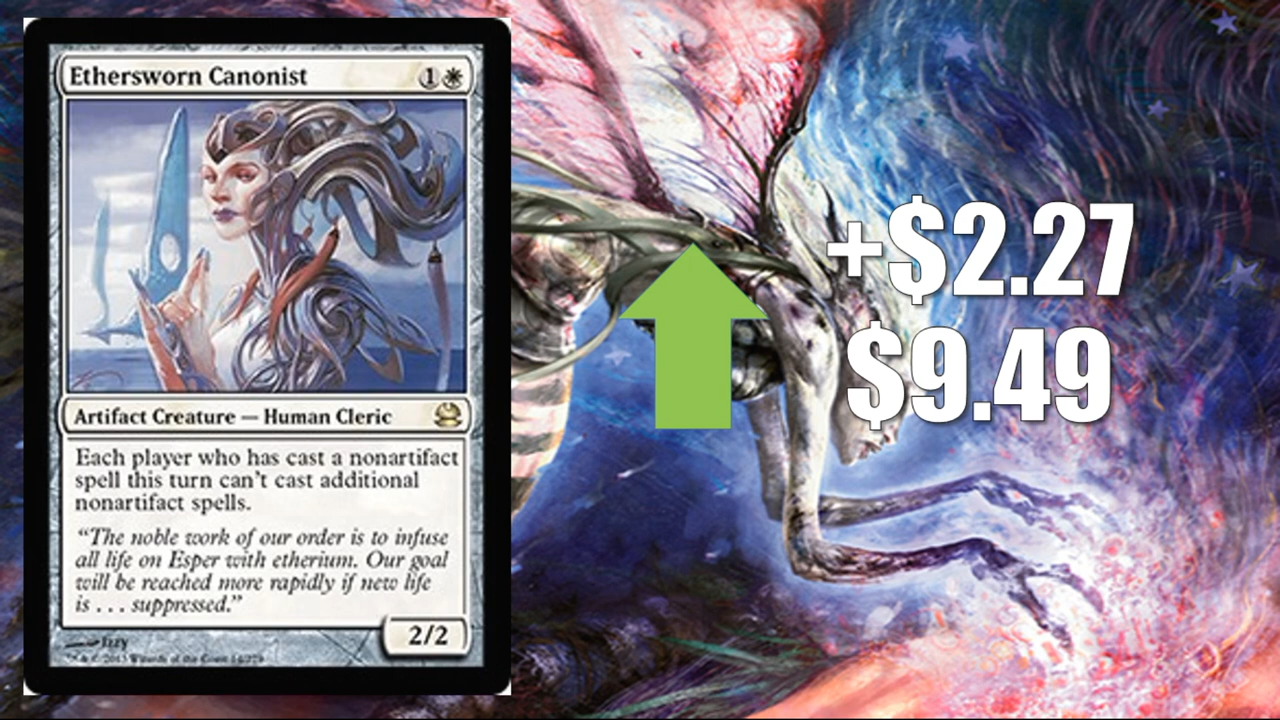 Ethersworn Canonist 1
Artifact Creature — Human Cleric
Each player who has cast a nonartifact
spell this turn can't cast additional
nonartifact spells.
“The noble work of our order is to infuse
all life on Esper with etherium. Our goal
will be reached more rapidly if new life
is . . . suppressed.”
2/2
Izzy
+$2.27
$9.49